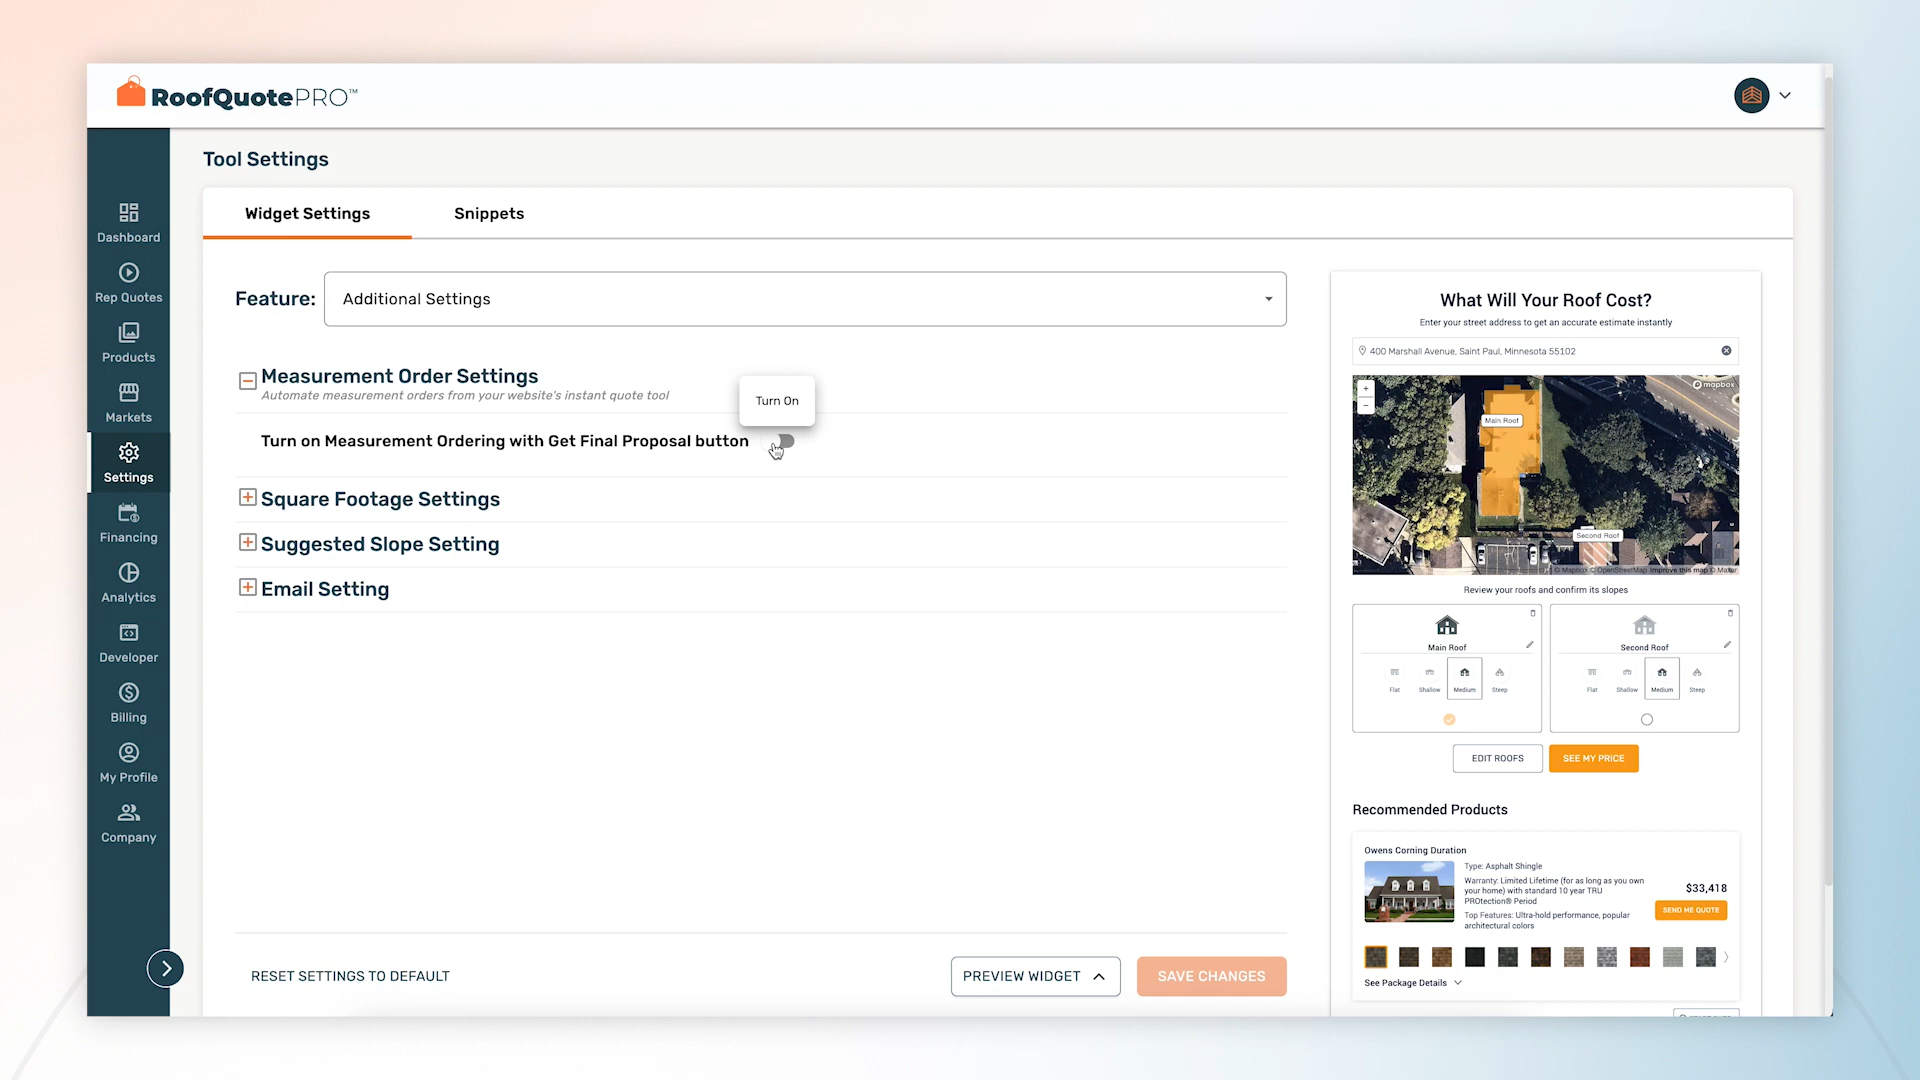 RoofQuotePRO™
Dashboard
Rep Quotes
Products
Markets
Settings
Financing
Analytics
Developer
Billing
My Profile
Company
Tool Settings
Widget Settings
Snippets
Feature:
Additional Settings
Measurement Order Settings
Automate measurement orders from your website's instant quote tool
Turn On
Turn on Measurement Ordering with Get Final Proposal button
Square Footage Settings
Suggested Slope Setting
Email Setting
RESET SETTINGS TO DEFAULT
PREVIEW WIDGET
SAVE CHANGES
What Will Your Roof Cost?
Enter your street address to get an accurate estimate instantly
400 Marshall Avenue, Saint Paul, Minnesota 55102
mapbox
Main Roof
Second Roof
© Mapbox © OpenStreetMap Improve this map © Maxar
Review your roofs and confirm its slopes
Main Roof
Flat
Shallow
Medium
Steep
Second Roof
Flat
Shallow
Medium
Steep
EDIT ROOFS
SEE MY PRICE
Recommended Products
Owens Corning Duration
Type: Asphalt Shingle
Warranty: Limited Lifetime (for as long as you own
your home) with standard 10 year TRU
PROtection® Period
Top Features: Ultra-hold performance, popular
architectural colors
$33,418
SEND ME QUOTE
See Package Details